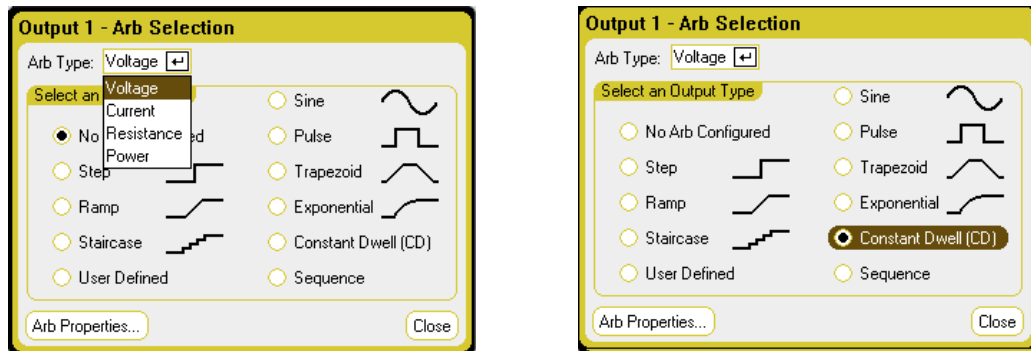 Output 1 - Arb Selection
Arb Type: Voltage
Voltage
Current
Resistance
Power
Select an
No
ed
Step
Ramp
Staircase
User Defined
Sine
Pulse
Trapezoid
Exponential
Constant Dwell (CD)
Sequence
Arb Properties...
Close
Output 1 - Arb Selection
Arb Type: Voltage
Select an Output Type
No Arb Configured
Step
Ramp
Staircase
User Defined
Sine
Pulse
Trapezoid
Exponential
Constant Dwell (CD)
Sequence
Arb Properties...
Close